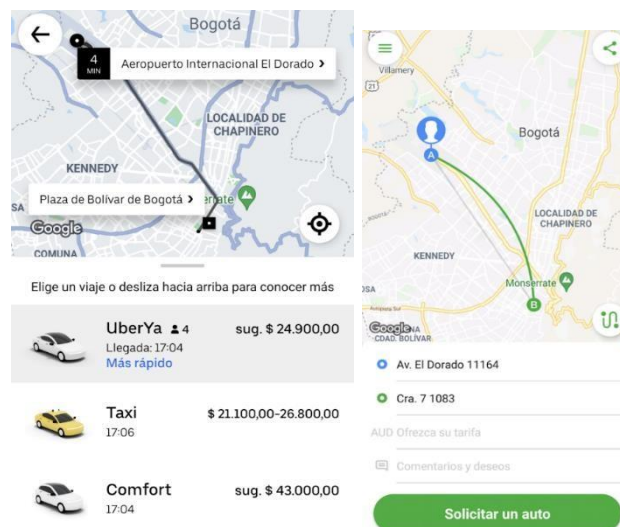 Bogotá
4
MIN
Aeropuerto Internacional El Dorado
LOCALIDAD DE
CHAPINERO
KENNEDY
Plaza de Bolívar de Bogotá
Google
COMUNA
Elige un viaje o desliza hacia arriba para conocer más
UberYa 4 sug. $ 24.900,00
Llegada: 17:04
Más rápido
Taxi $ 21.100,00-26.800,00
17:06
Comfort sug. $ 43.000,00
17:04
Villamery
21
A
Bogotá
LOCALIDAD DE
CHAPINERO
KENNEDY
Monserrate
B
Google
CDAD. BOLÍVAR
Av. El Dorado 11164
Cra. 7 1083
AUD Ofrezca su tarifa
Comentarios y deseos
Solicitar un auto